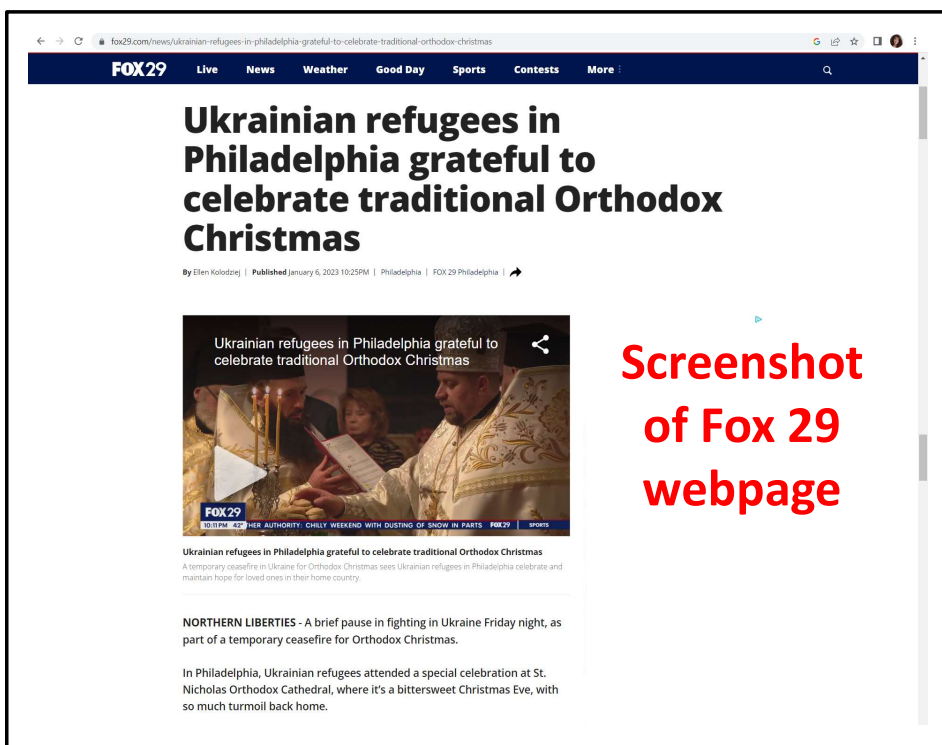 fox29.com/news/ukrainian-refugees-in-philadelphia-grateful-to-celebrate-traditional-orthodox-christmas
FOX 29 Live News Weather Good Day Sports Contests More
Ukrainian refugees in
Philadelphia grateful to
celebrate traditional Orthodox
Christmas
By Ellen Kolodziej | Published January 6, 2023 10:25PM | Philadelphia | FOX 29 Philadelphia |
Ukrainian refugees in Philadelphia grateful to
celebrate traditional Orthodox Christmas
FOX 29
10:11 PM 42° THER AUTHORITY: CHILLY WEEKEND WITH DUSTING OF SNOW IN PARTS FOX 29 SPORTS
Ukrainian refugees in Philadelphia grateful to celebrate traditional Orthodox Christmas
A temporary ceasefire in Ukraine for Orthodox Christmas sees Ukrainian refugees in Philadelphia celebrate and
maintain hope for loved ones in their home country.
NORTHERN LIBERTIES - A brief pause in fighting in Ukraine Friday night, as
part of a temporary ceasefire for Orthodox Christmas.
In Philadelphia, Ukrainian refugees attended a special celebration at St.
Nicholas Orthodox Cathedral, where it's a bittersweet Christmas Eve, with
so much turmoil back home.
Screenshot
of Fox 29
webpage